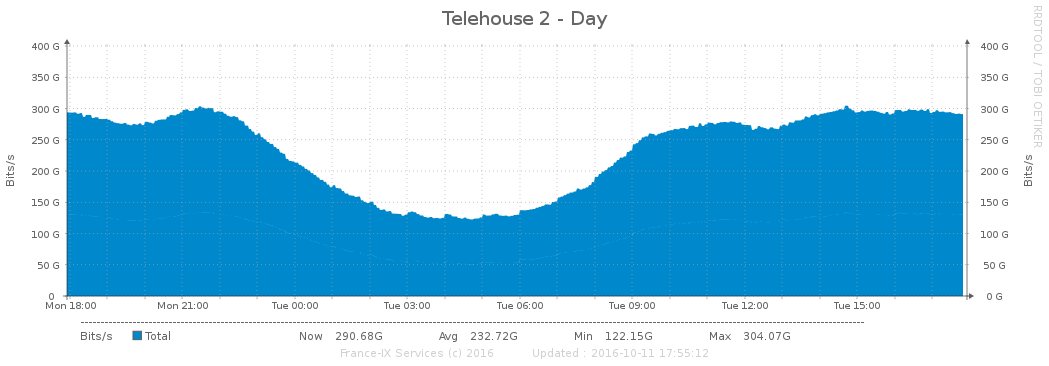 Telehouse 2 - Day
RRDTOOL / TOBI OETIKER
Bits/s
400 G 400 G
350 G 350 G
300 G 300 G
250 G 250 G
200 G 200 G
150 G 150 G
100 G 100 G
50 G 50 G
0 0 G
Bits/s
Mon 18:00 Mon 21:00 Tue 00:00 Tue 03:00 Tue 06:00 Tue 09:00 Tue 12:00 Tue 15:00
Bits/s Total Now 290.68G Avg 232.72G Min 122.15G Max 304.07G
France-IX Services (c) 2016 Updated : 2016-10-11 17:55:12